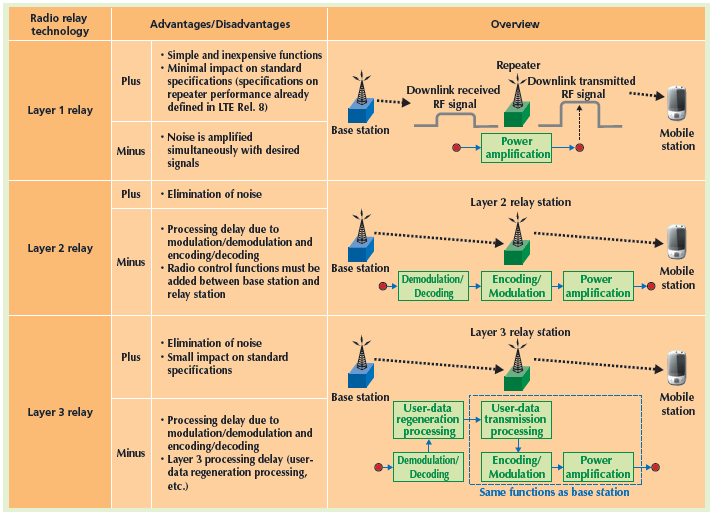 Radio relay
technology
Advantages/Disadvantages
Overview
Layer 1 relay
Plus
• Simple and inexpensive functions
• Minimal impact on standard
specifications (specifications on
repeater performance already
defined in LTE Rel. 8)
Minus
• Noise is amplified
simultaneously with desired
signals
Repeater
Downlink received
RF signal
Downlink transmitted
RF signal
Base station
Mobile
station
Power
amplification
Layer 2 relay
Plus
• Elimination of noise
Minus
• Processing delay due to
modulation/demodulation and
encoding/decoding
• Radio control functions must be
added between base station and
relay station
Layer 2 relay station
Base station
Mobile
station
Demodulation/
Decoding
Encoding/
Modulation
Power
amplification
Layer 3 relay
Plus
• Elimination of noise
• Small impact on standard
specifications
Minus
• Processing delay due to
modulation/demodulation and
encoding/decoding
• Layer 3 processing delay (user-
data regeneration processing,
etc.)
Layer 3 relay station
Base station
Mobile
station
User-data
regeneration
processing
User-data
transmission
processing
Demodulation/
Decoding
Encoding/
Modulation
Power
amplification
Same functions as base station